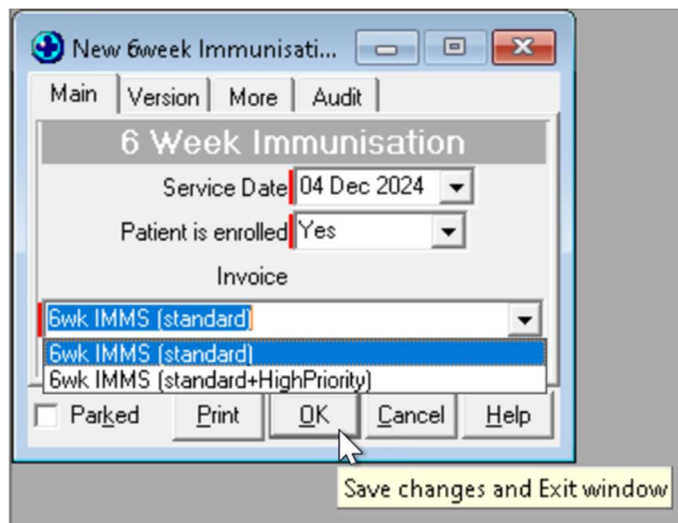 New 6week Immunisati...
Main Version More Audit
6 Week Immunisation
Service Date 04 Dec 2024
Patient is enrolled Yes
Invoice
6wk IMMS (standard)
6wk IMMS (standard)
6wk IMMS (standard+HighPriority)
Parked Print OK Cancel Help
Save changes and Exit window